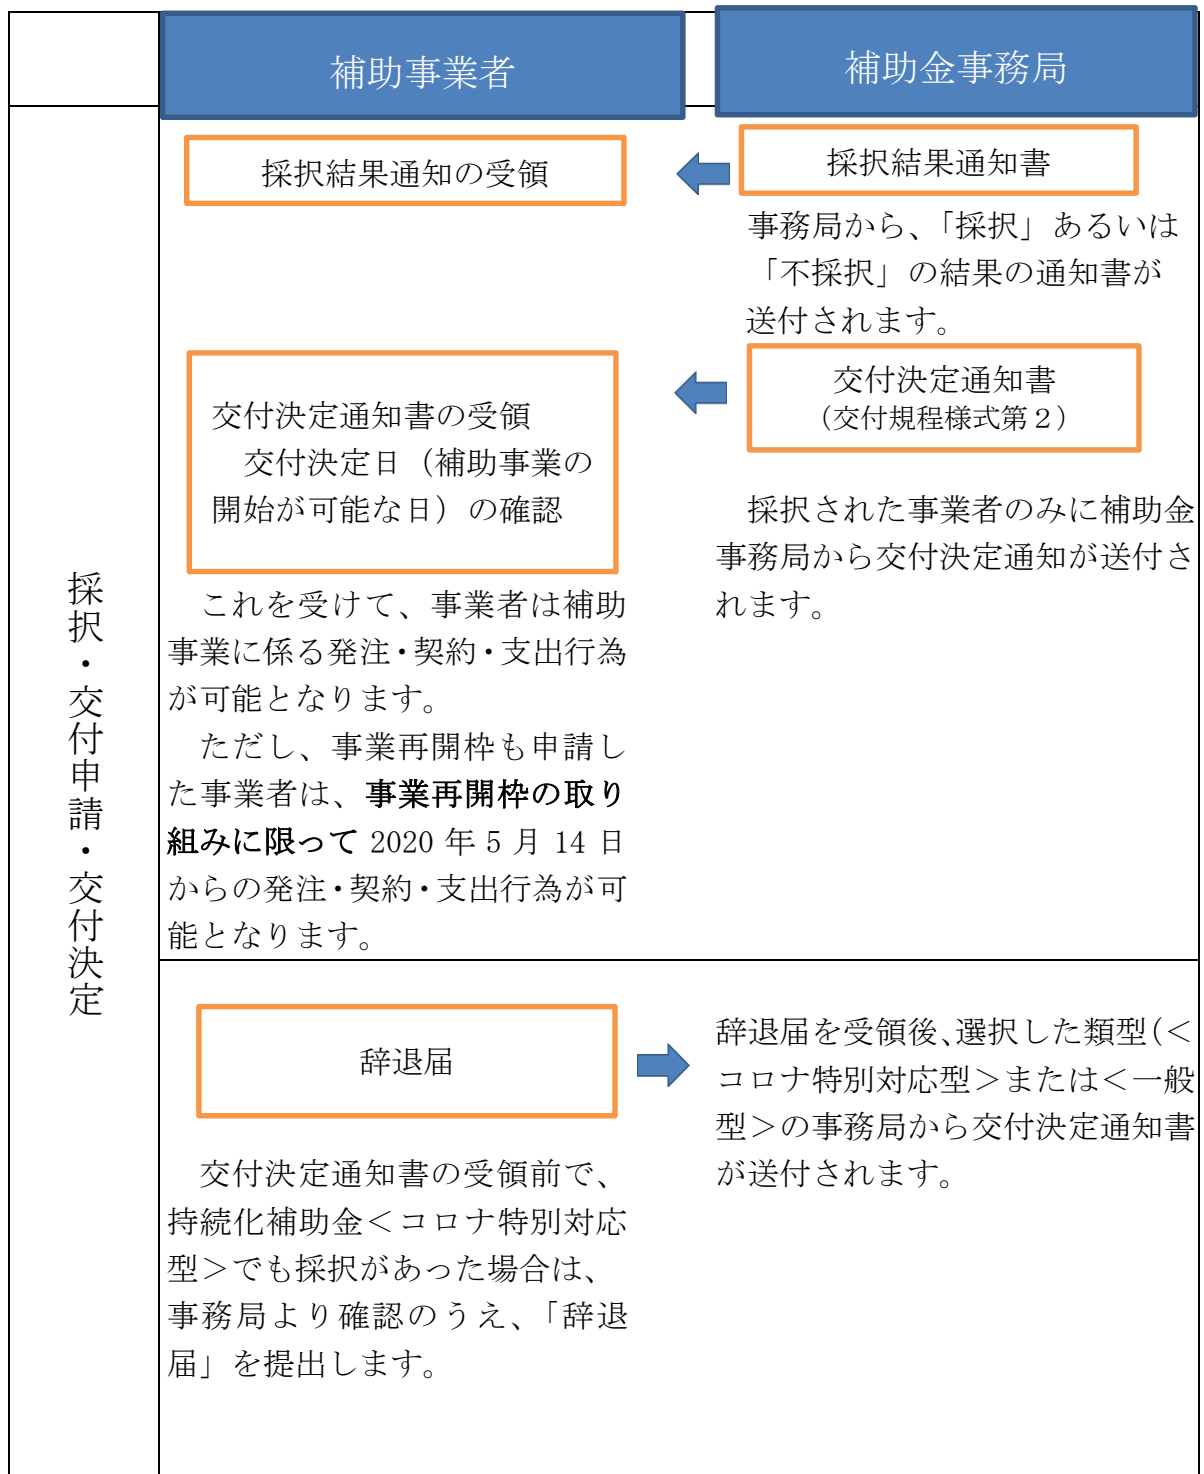 補助事業者
補助金事務局
採択・交付申請・交付決定
採択結果通知の受領
採択結果通知書
事務局から、「採択」あるいは
「不採択」の結果の通知書が
送付されます。
交付決定通知書の受領
交付決定日（補助事業の
開始が可能な日）の確認
交付決定通知書
（交付規程様式第２）
採択された事業者のみに補助金
事務局から交付決定通知が送付さ
れます。
これを受けて、事業者は補助
事業に係る発注・契約・支出行為
が可能となります。
ただし、事業再開枠も申請し
た事業者は、事業再開枠の取り
組みに限って 2020 年 5 月 14 日
からの発注・契約・支出行為が可
能となります。
辞退届
辞退届を受領後、選択した類型（＜
コロナ特別対応型＞または＜一般
型＞の事務局から交付決定通知書
が送付されます。
交付決定通知書の受領前で、
持続化補助金＜コロナ特別対応
型＞でも採択があった場合は、
事務局より確認のうえ、「辞退
届」を提出します。